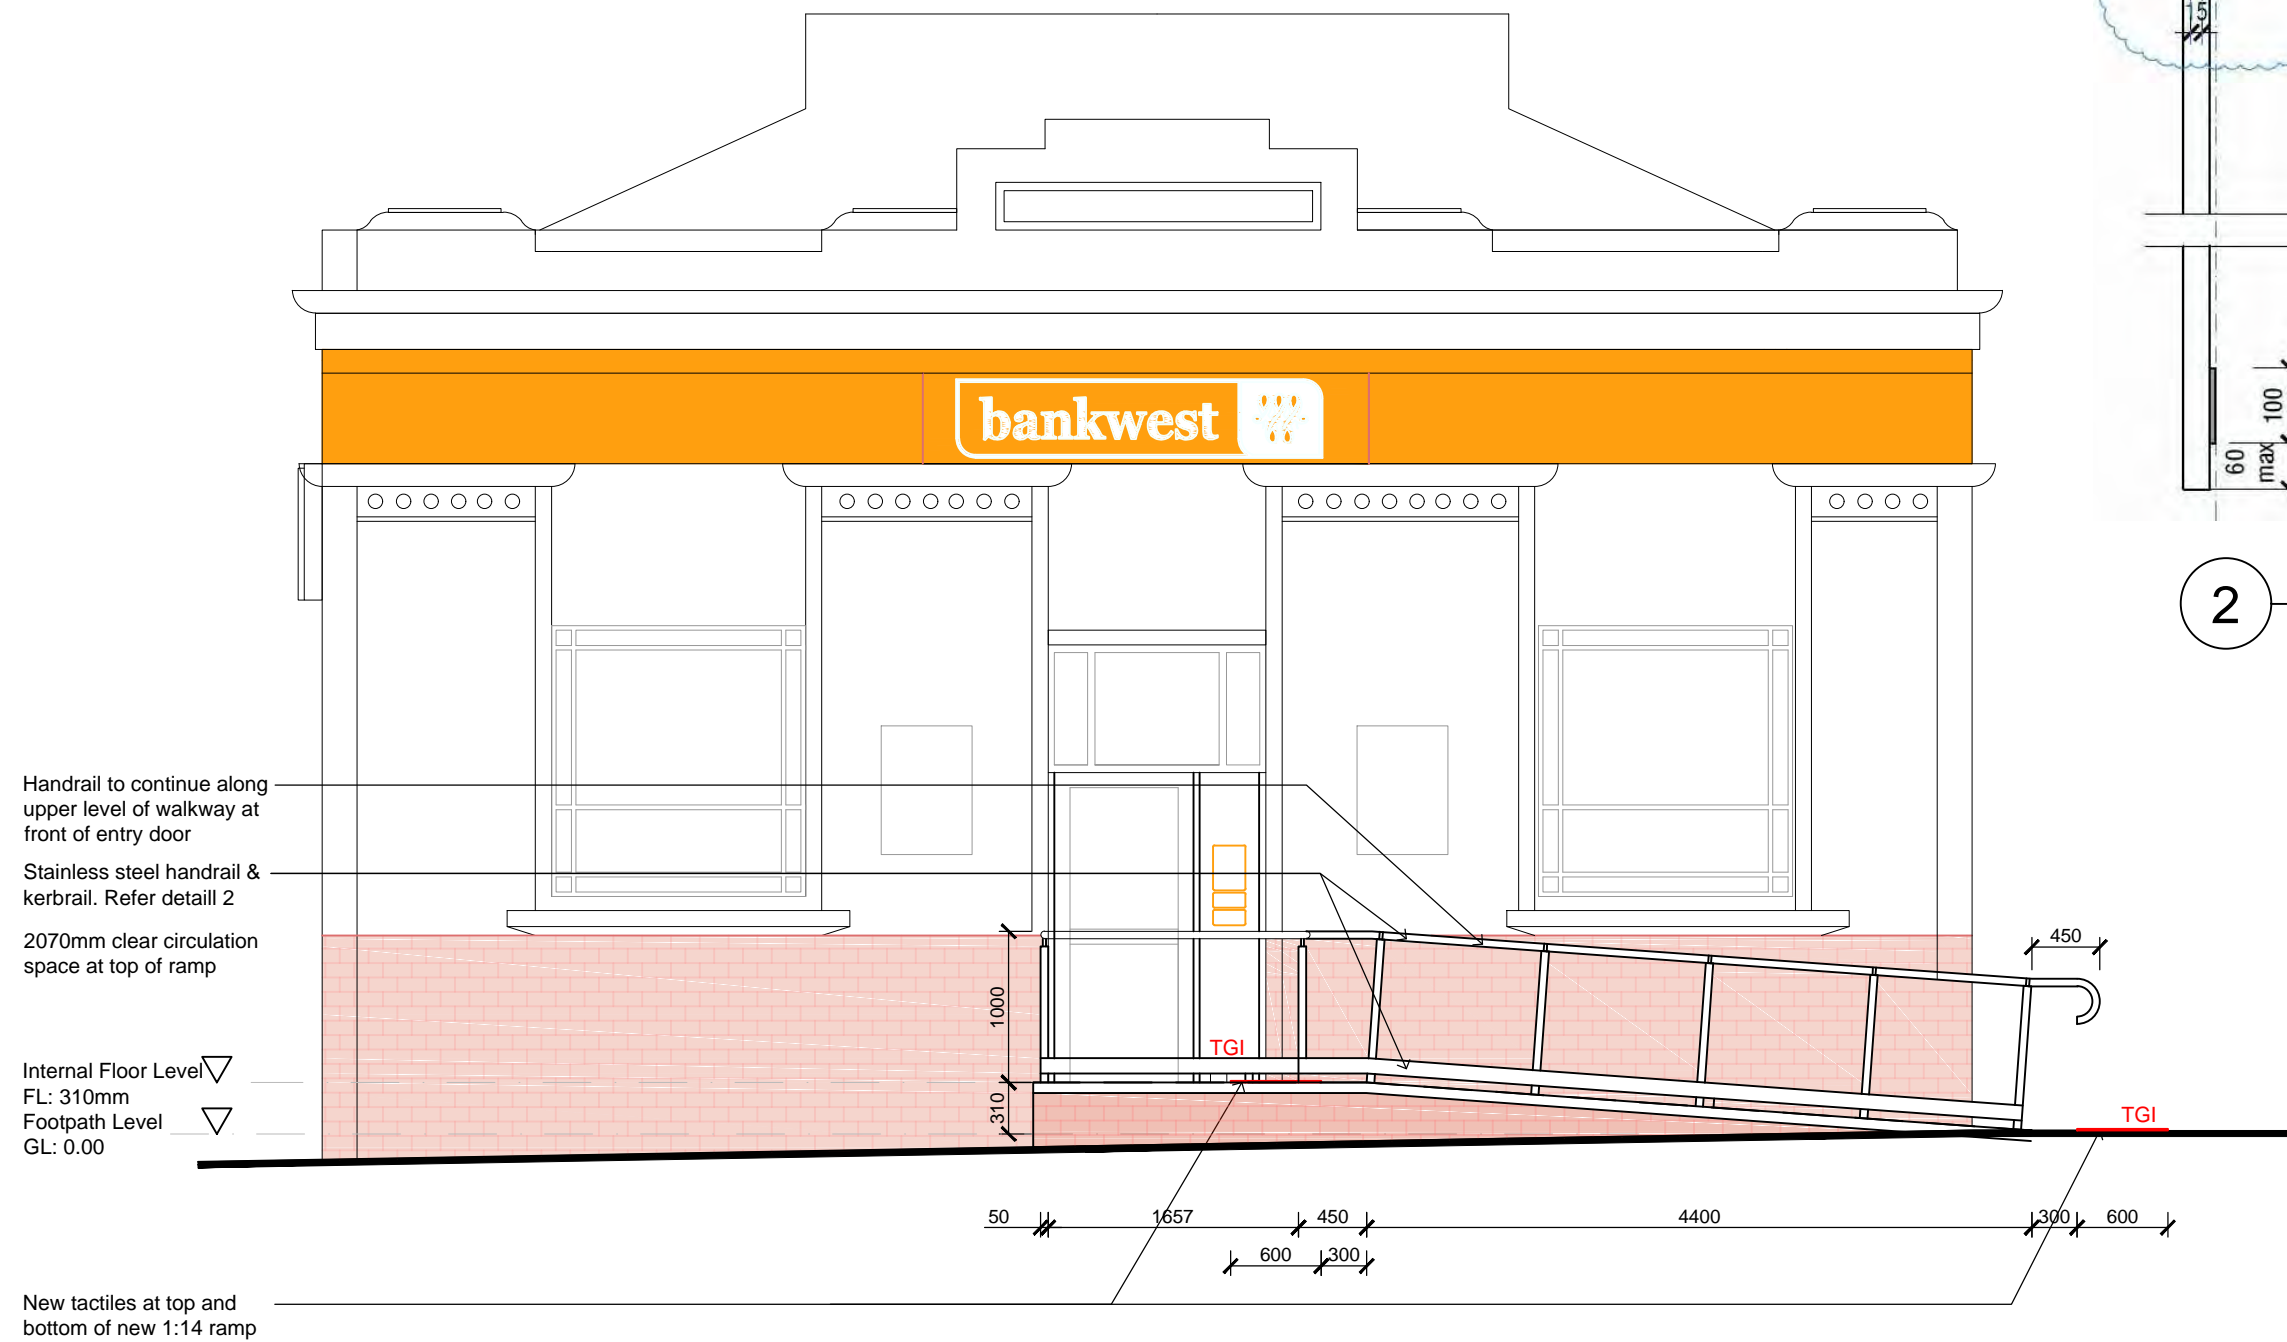 15
bankwest
100
60
max
2
Handrail to continue along
upper level of walkway at
front of entry door
Stainless steel handrail &
kerbrail. Refer detaill 2
2070mm clear circulation
space at top of ramp
450
1000
TGI
Internal Floor Level
FL: 310mm
Footpath Level
GL: 0.00
310
TGI
50
1657
450
4400
300
600
600
300
New tactiles at top and
bottom of new 1:14 ramp